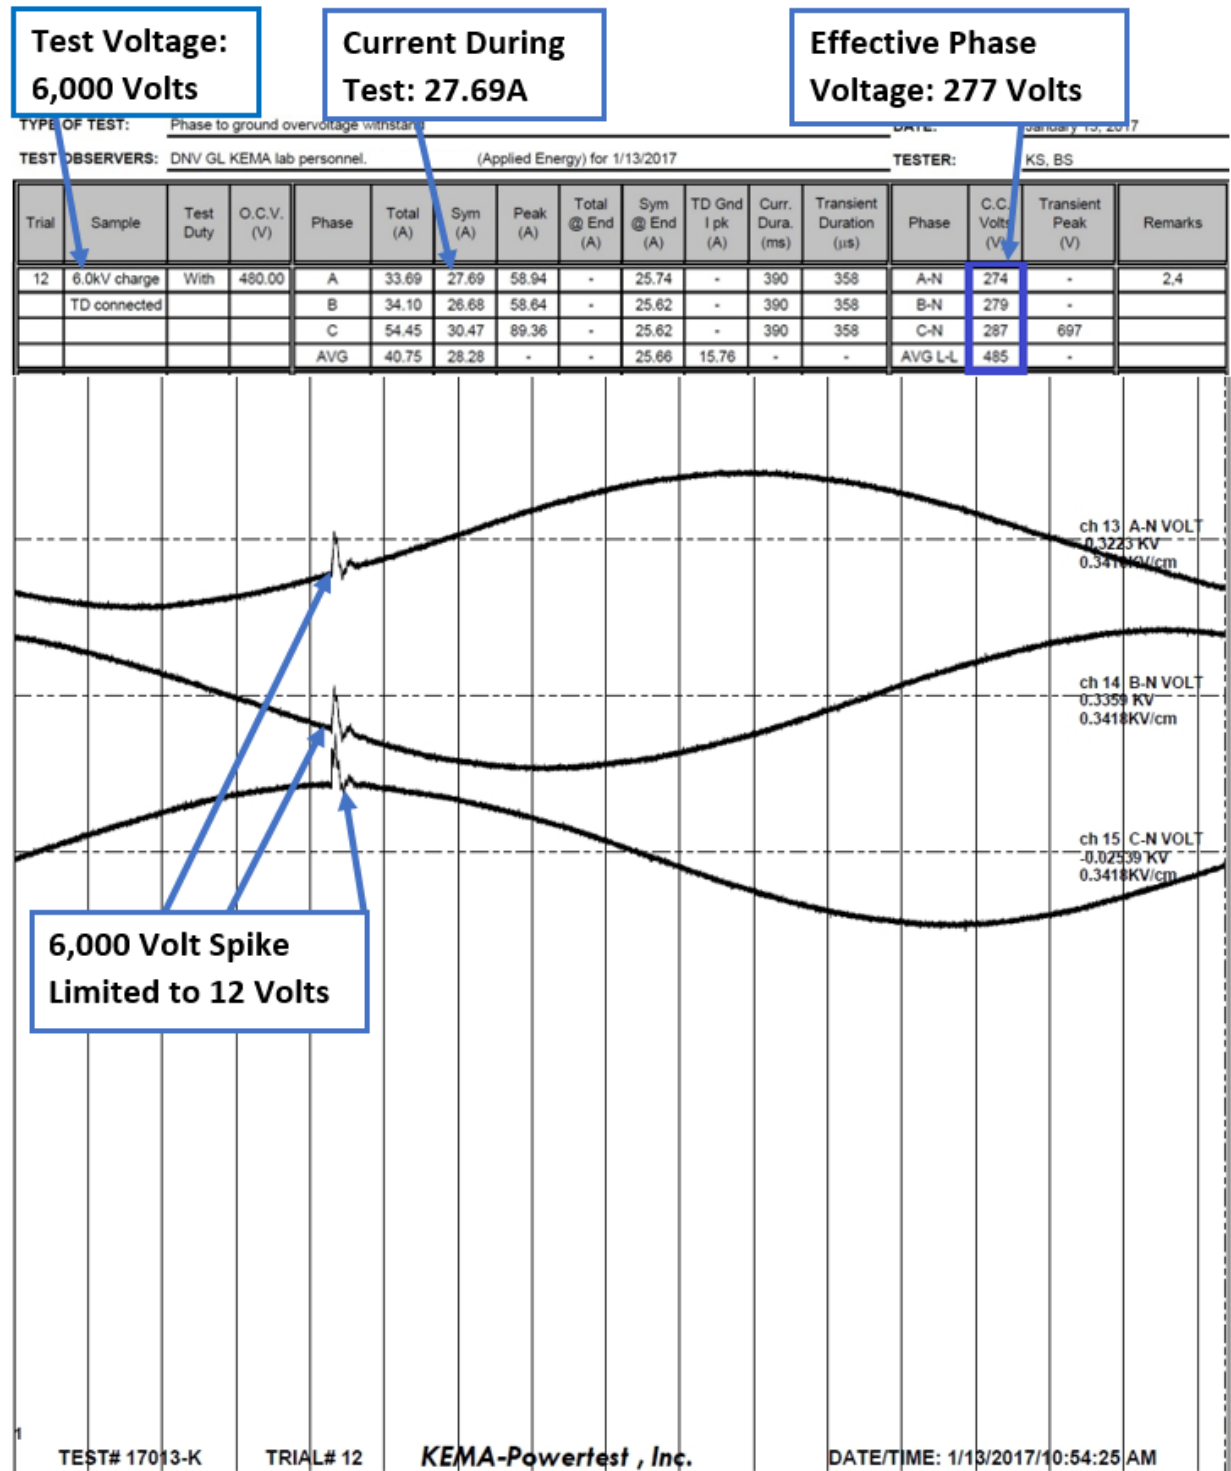 Test Voltage:
6,000 Volts
Current During
Test: 27.69A
Effective Phase
Voltage: 277 Volts
TYPE OF TEST: Phase to ground overvoltage withstand DATE: January 13, 2017
TEST OBSERVERS: DNV GL KEMA lab personnel. (Applied Energy) for 1/13/2017 TESTER: KS, BS
Trial Sample Test Duty O.C.V. (V) Phase Total (A) Sym (A) Peak (A) Total @ End (A) Sym @ End (A) TD Gnd I pk (A) Curr. Dura. (ms) Transient Duration (µs) Phase C.C. Volts (V) Transient Peak (V) Remarks
12 6.0kV charge With 480.00 A 33.69 27.69 58.94 - 25.74 - 390 358 A-N 274 - 2,4
TD connected B 34.10 26.68 58.64 - 25.62 - 390 358 B-N 279 -
C 54.45 30.47 89.36 - 25.62 - 390 358 C-N 287 697
AVG 40.75 28.28 - - 25.66 15.76 - - AVG L-L 485 -
ch 13 A-N VOLT
-0.3223 KV
0.3418KV/cm
ch 14 B-N VOLT
0.3359 KV
0.3418KV/cm
ch 15 C-N VOLT
-0.02539 KV
0.3418KV/cm
6,000 Volt Spike
Limited to 12 Volts
1
TEST# 17013-K TRIAL# 12 KEMA-Powertest , Inc. DATE/TIME: 1/13/2017/10:54:25 AM